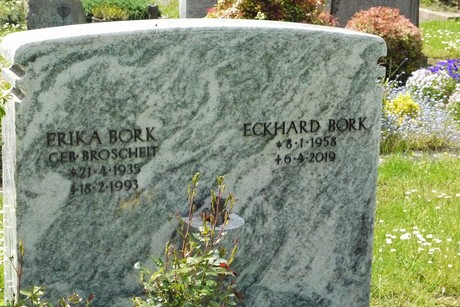 ERIKA BORK
GEB·BROSCHEIT
*21·4·1935
+18·2·1993
ECKHARD BORK
*8·1·1958
+6·4·2019